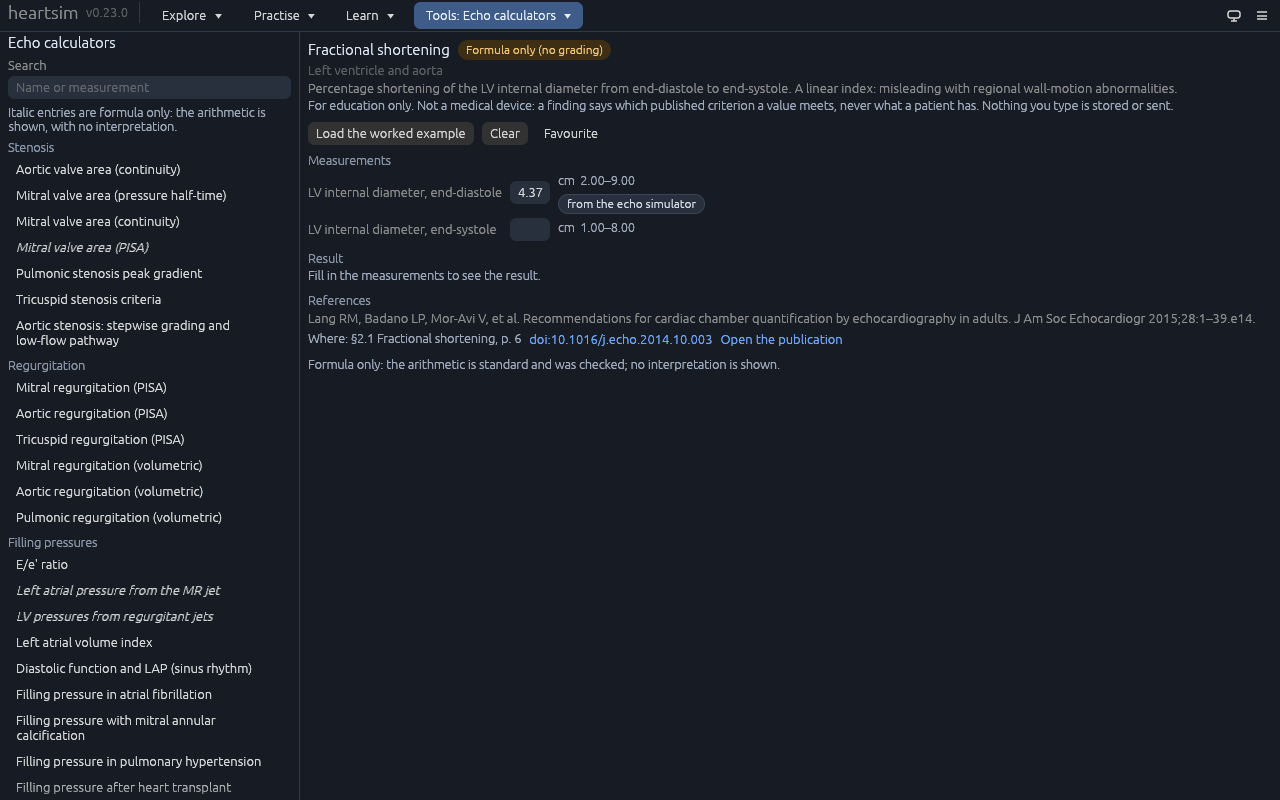 heartsim v0.23.0 Explore Practise Learn Tools: Echo calculators
Echo calculators
Search
Name or measurement
Italic entries are formula only: the arithmetic is
shown, with no interpretation.
Stenosis
Aortic valve area (continuity)
Mitral valve area (pressure half-time)
Mitral valve area (continuity)
Mitral valve area (PISA)
Pulmonic stenosis peak gradient
Tricuspid stenosis criteria
Aortic stenosis: stepwise grading and
low-flow pathway
Regurgitation
Mitral regurgitation (PISA)
Aortic regurgitation (PISA)
Tricuspid regurgitation (PISA)
Mitral regurgitation (volumetric)
Aortic regurgitation (volumetric)
Pulmonic regurgitation (volumetric)
Filling pressures
E/e' ratio
Left atrial pressure from the MR jet
LV pressures from regurgitant jets
Left atrial volume index
Diastolic function and LAP (sinus rhythm)
Filling pressure in atrial fibrillation
Filling pressure with mitral annular
calcification
Filling pressure in pulmonary hypertension
Filling pressure after heart transplant
Fractional shortening Formula only (no grading)
Left ventricle and aorta
Percentage shortening of the LV internal diameter from end-diastole to end-systole. A linear index: misleading with regional wall-motion abnormalities.
For education only. Not a medical device: a finding says which published criterion a value meets, never what a patient has. Nothing you type is stored or sent.
Load the worked example Clear Favourite
Measurements
LV internal diameter, end-diastole 4.37 cm 2.00–9.00
from the echo simulator
LV internal diameter, end-systole cm 1.00–8.00
Result
Fill in the measurements to see the result.
References
Lang RM, Badano LP, Mor-Avi V, et al. Recommendations for cardiac chamber quantification by echocardiography in adults. J Am Soc Echocardiogr 2015;28:1–39.e14.
Where: §2.1 Fractional shortening, p. 6 doi:10.1016/j.echo.2014.10.003 Open the publication
Formula only: the arithmetic is standard and was checked; no interpretation is shown.